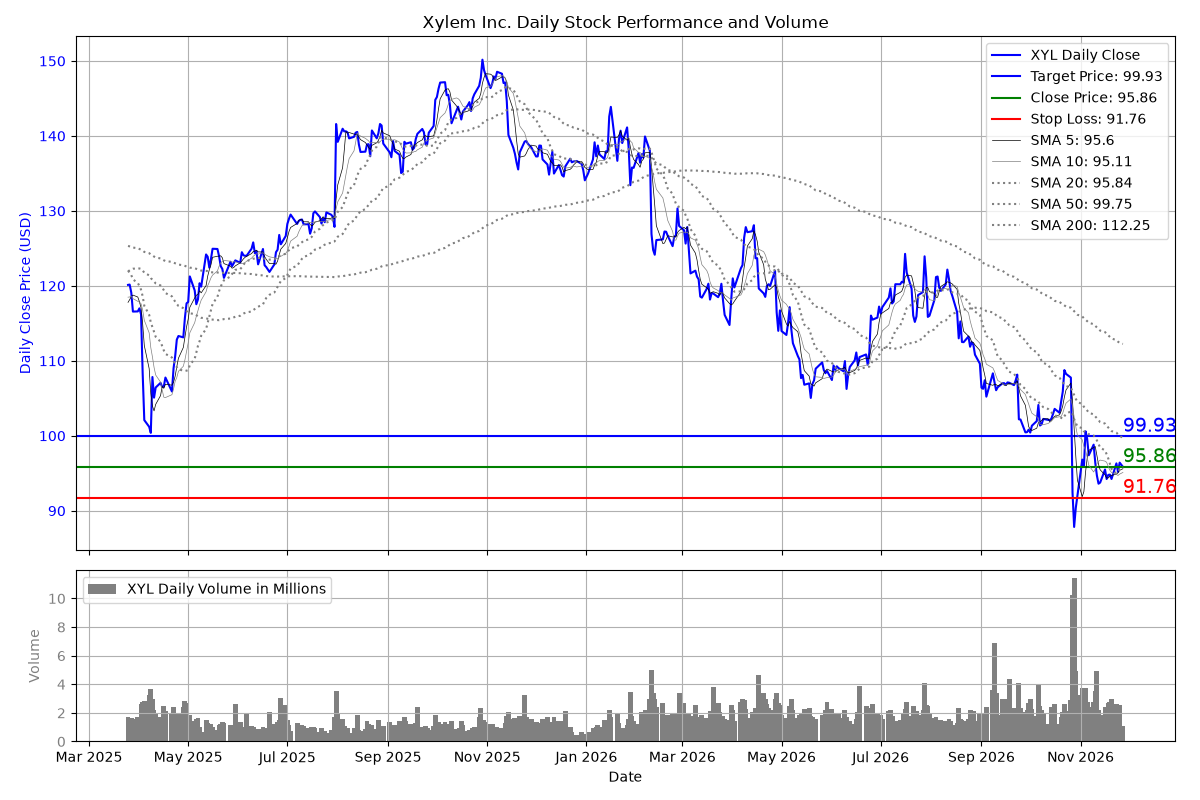 Xylem Inc. Daily Stock Performance and Volume
Daily Close Price (USD)
150
140
130
120
110
100
90
XYL Daily Close
Target Price: 99.93
Close Price: 95.86
Stop Loss: 91.76
SMA 5: 95.6
SMA 10: 95.11
SMA 20: 95.84
SMA 50: 99.75
SMA 200: 112.25
99.93
95.86
91.76
XYL Daily Volume in Millions
Volume
10
8
6
4
2
0
Mar 2025 May 2025 Jul 2025 Sep 2025 Nov 2025 Jan 2026 Mar 2026 May 2026 Jul 2026 Sep 2026 Nov 2026
Date